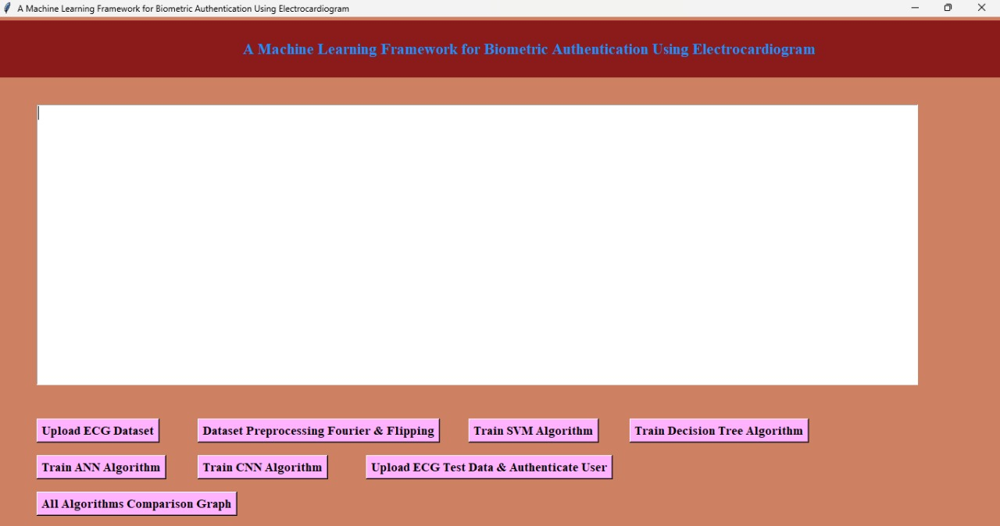 A Machine Learning Framework for Biometric Authentication Using Electrocardiogram
A Machine Learning Framework for Biometric Authentication Using Electrocardiogram
Upload ECG Dataset
Dataset Preprocessing Fourier & Flipping
Train SVM Algorithm
Train Decision Tree Algorithm
Train ANN Algorithm
Train CNN Algorithm
Upload ECG Test Data & Authenticate User
All Algorithms Comparison Graph